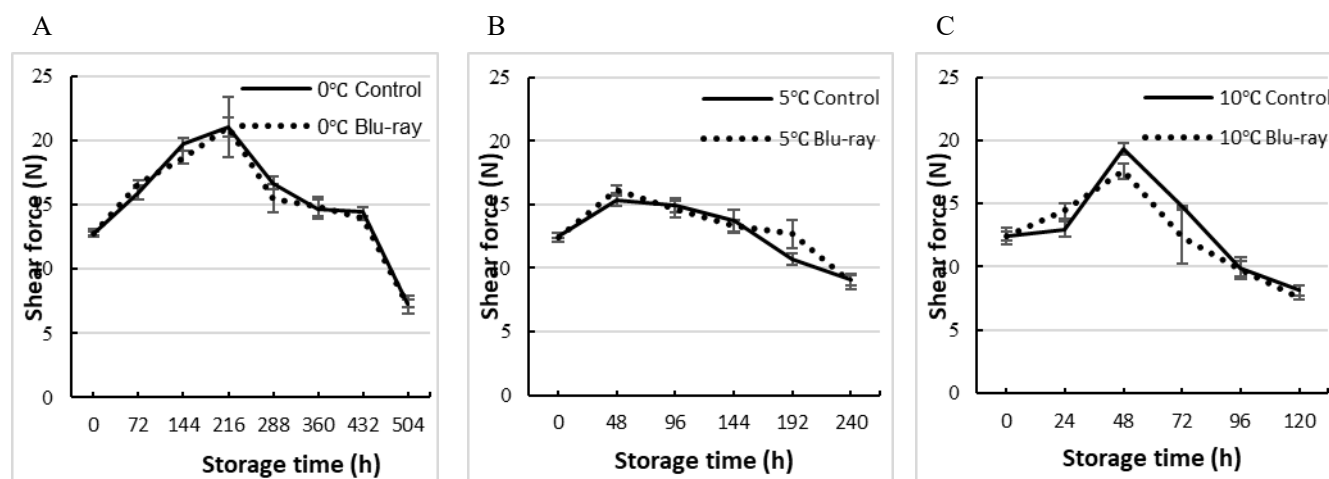 A
B
C
25
20
15
10
5
0
Shear force (N)
0℃ Control
0℃ Blu-ray
0 72 144 216 288 360 432 504
Storage time (h)
25
20
15
10
5
0
Shear force (N)
5℃ Control
5℃ Blu-ray
0 48 96 144 192 240
Storage time (h)
25
20
15
10
5
0
Shear force (N)
10℃ Control
10℃ Blu-ray
0 24 48 72 96 120
Storage time (h)